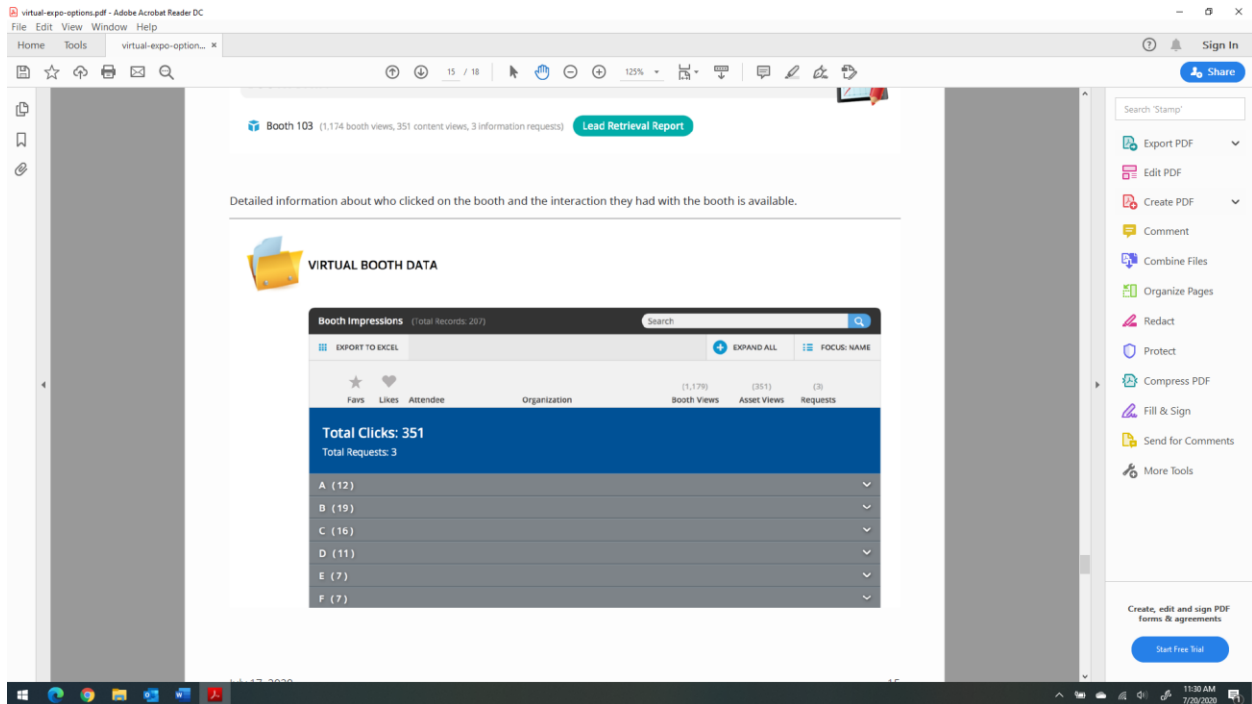 virtual-expo-options.pdf - Adobe Acrobat Reader DC
File Edit View Window Help
Home Tools virtual-expo-option... × Sign In
15 / 18 125% Share
Booth 103 (1,174 booth views, 351 content views, 3 information requests) Lead Retrieval Report
Detailed information about who clicked on the booth and the interaction they had with the booth is available.
VIRTUAL BOOTH DATA
Booth Impressions (Total Records: 207) Search
EXPORT TO EXCEL EXPAND ALL FOCUS: NAME
(1,179) (351) (3)
Favs Likes Attendee Organization Booth Views Asset Views Requests
Total Clicks: 351
Total Requests: 3
A (12)
B (19)
C (16)
D (11)
E (7)
F (7)
July 17, 2020 15
Search 'Stamp'
Export PDF
Edit PDF
Create PDF
Comment
Combine Files
Organize Pages
Redact
Protect
Compress PDF
Fill & Sign
Send for Comments
More Tools
Create, edit and sign PDF
forms & agreements
Start Free Trial
11:30 AM
7/20/2020